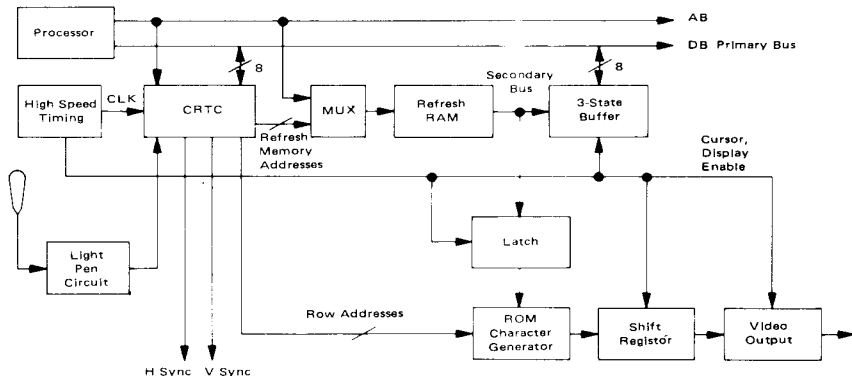 Processor
AB
DB Primary Bus
8
8
Secondary
Bus
High Speed
Timing
CLK
CRTC
MUX
Refresh
RAM
3-State
Buffer
Refresh
Memory
Addresses
Cursor,
Display
Enable
Latch
Light
Pen
Circuit
Row Addresses
ROM
Character
Generator
Shift
Register
Video
Output
H Sync
V Sync